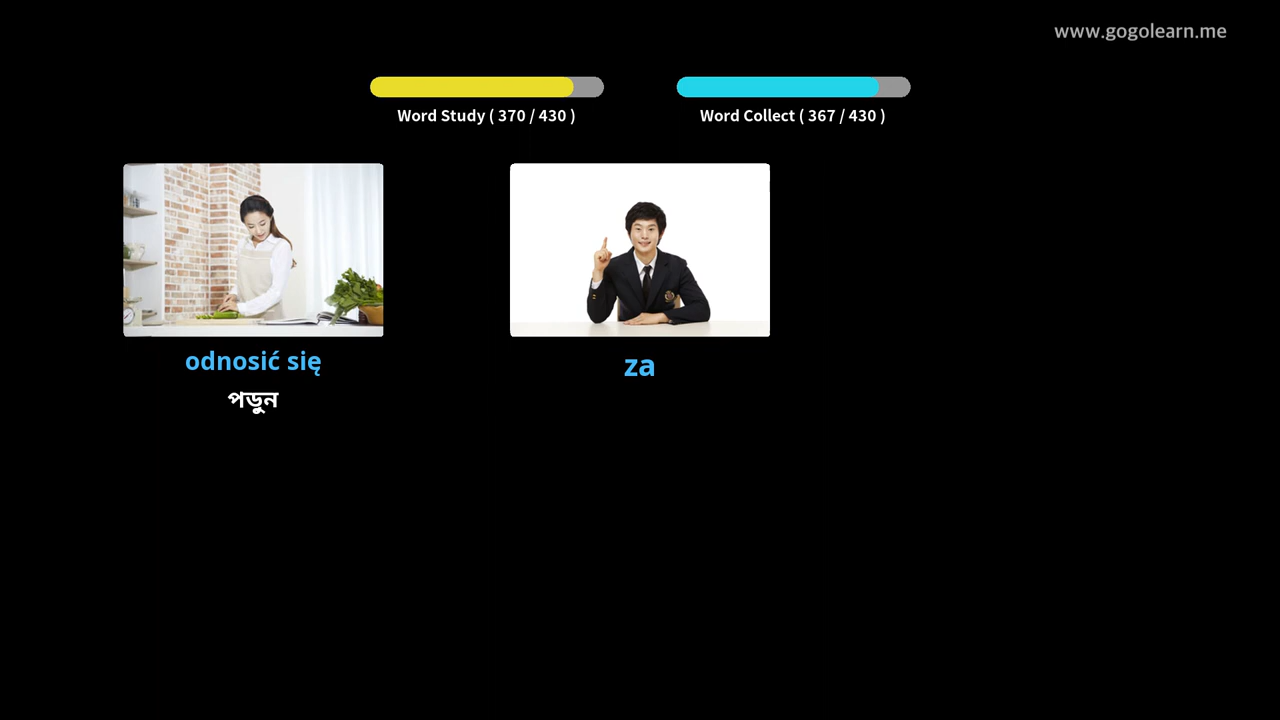 www.gogolearn.me
Word Study ( 370 / 430 )
Word Collect ( 367 / 430 )
odnosić się
পড়ুন
za